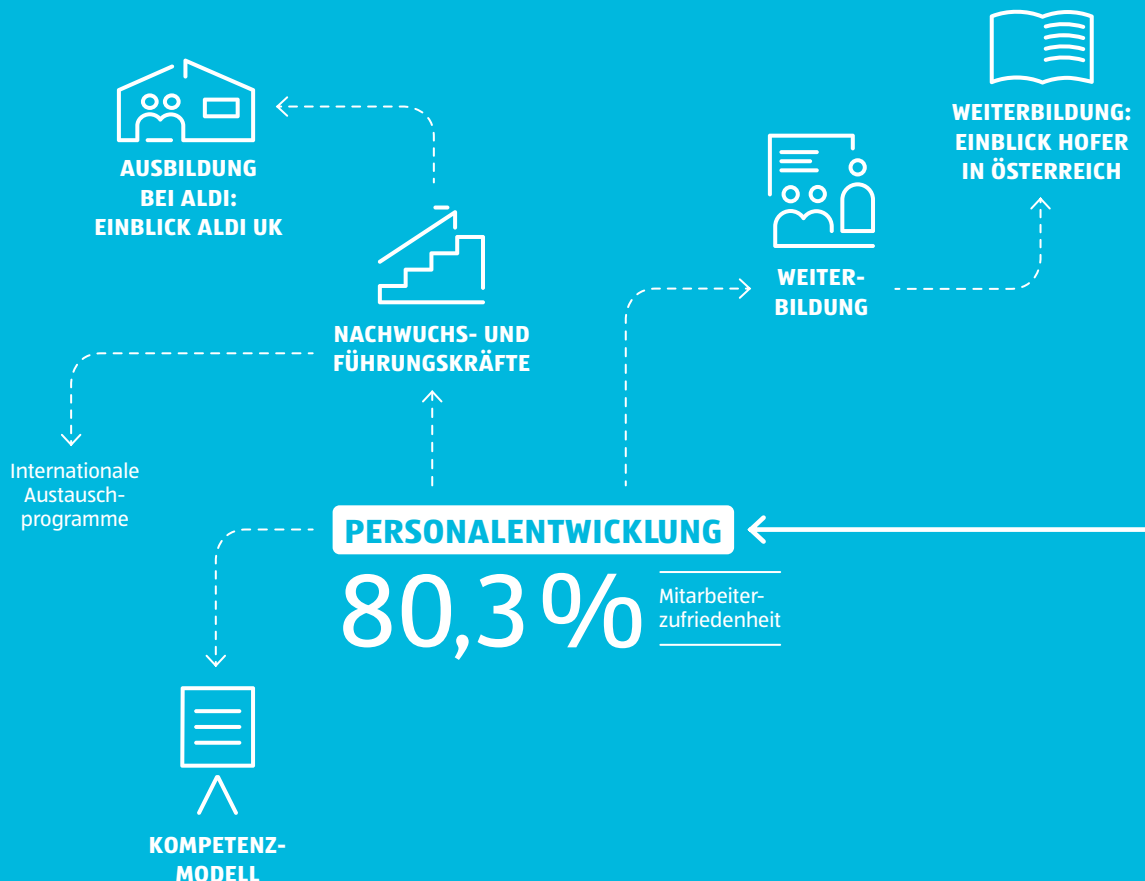 WEITERBILDUNG:
EINBLICK HOFER
IN ÖSTERREICH
AUSBILDUNG
BEI ALDI:
EINBLICK ALDI UK
WEITER-
BILDUNG
NACHWUCHS- UND
FÜHRUNGSKRÄFTE
Internationale
Austausch-
programme
PERSONALENTWICKLUNG
80,3 %
Mitarbeiter-
zufriedenheit
KOMPETENZ-
MODELL